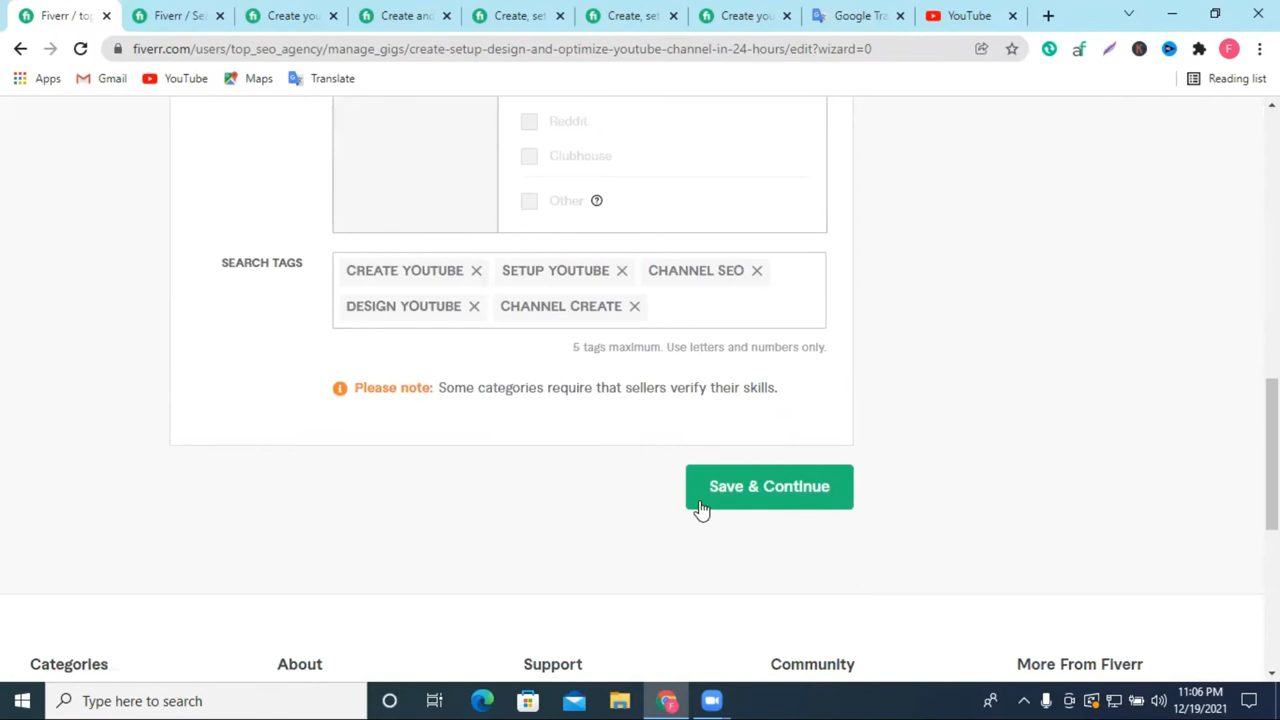 Fiverr / top
Fiverr / Se
Create you
Create and
Create, set
Create, set
Create you
Google Tra
YouTube
fiverr.com/users/top_seo_agency/manage_gigs/create-setup-design-and-optimize-youtube-channel-in-24-hours/edit?wizard=0
Apps Gmail YouTube Maps Translate Reading list
Reddit
Clubhouse
Other
SEARCH TAGS
CREATE YOUTUBE SETUP YOUTUBE CHANNEL SEO
DESIGN YOUTUBE CHANNEL CREATE
5 tags maximum. Use letters and numbers only.
Please note: Some categories require that sellers verify their skills.
Save & Continue
Categories About Support Community More From Fiverr
Type here to search
11:06 PM
12/19/2021